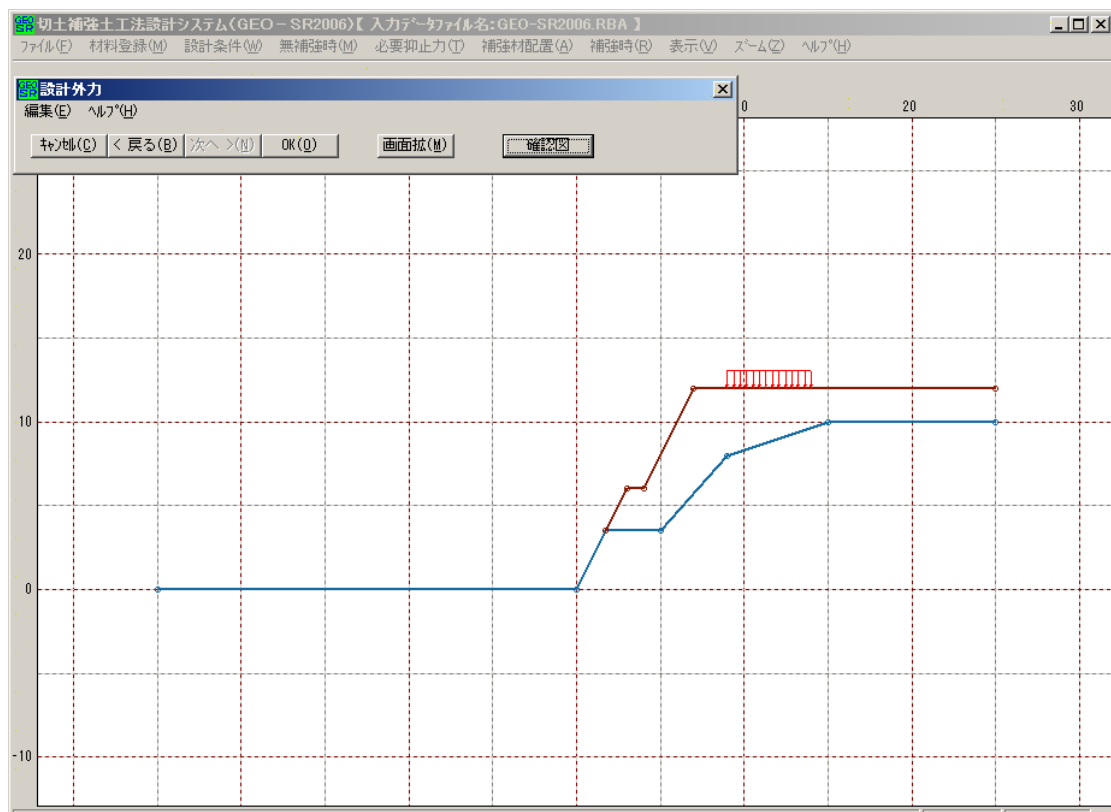 GEO SR 切土補強土工法設計システム(GEO－SR2006)【 入力データファイル名:GEO-SR2006.RBA 】
ファイル(F) 材料登録(M) 設計条件(W) 無補強時(M) 必要抑止力(T) 補強材配置(A) 補強時(R) 表示(V) ズーム(Z) ヘルプ(H)
GEO SR 設計外力
編集(E) ヘルプ(H)
キャンセル(C) < 戻る(B) 次へ >(N) OK(O) 画面拡(M) 確認図
0 20 30
20
10
0
-10